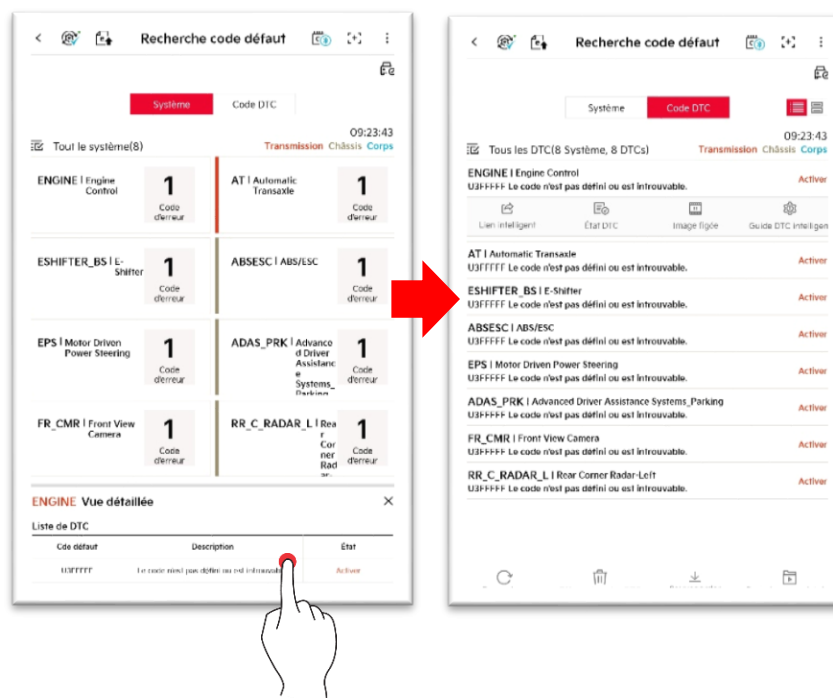 Recherche code défaut
Système Code DTC
09:23:43
Tout le système(8) Transmission Châssis Corps
ENGINE | Engine Control 1 Code d'erreur
AT | Automatic Transaxle 1 Code d'erreur
ESHIFTER_BS | E-Shifter 1 Code d'erreur
ABSESC | ABS/ESC 1 Code d'erreur
EPS | Motor Driven Power Steering 1 Code d'erreur
ADAS_PRK | Advanced Driver Assistance Systems_Parking 1 Code d'erreur
FR_CMR | Front View Camera 1 Code d'erreur
RR_C_RADAR_L | Rear Corner Radar- 1 Code d'erreur
ENGINE Vue détaillée
Liste de DTC
Cde défaut Description État
U3FFFFF Le code n'est pas défini ou est introuvable. Activer
Recherche code défaut
Système Code DTC
09:23:43
Tous les DTC(8 Système, 8 DTCs) Transmission Châssis Corps
ENGINE | Engine Control
U3FFFFF Le code n'est pas défini ou est introuvable. Activer
Lien intelligent État DTC Image figée Guide DTC intelligen
AT | Automatic Transaxle
U3FFFFF Le code n'est pas défini ou est introuvable. Activer
ESHIFTER_BS | E-Shifter
U3FFFFF Le code n'est pas défini ou est introuvable. Activer
ABSESC | ABS/ESC
U3FFFFF Le code n'est pas défini ou est introuvable. Activer
EPS | Motor Driven Power Steering
U3FFFFF Le code n'est pas défini ou est introuvable. Activer
ADAS_PRK | Advanced Driver Assistance Systems_Parking
U3FFFFF Le code n'est pas défini ou est introuvable. Activer
FR_CMR | Front View Camera
U3FFFFF Le code n'est pas défini ou est introuvable. Activer
RR_C_RADAR_L | Rear Corner Radar-Left
U3FFFFF Le code n'est pas défini ou est introuvable. Activer